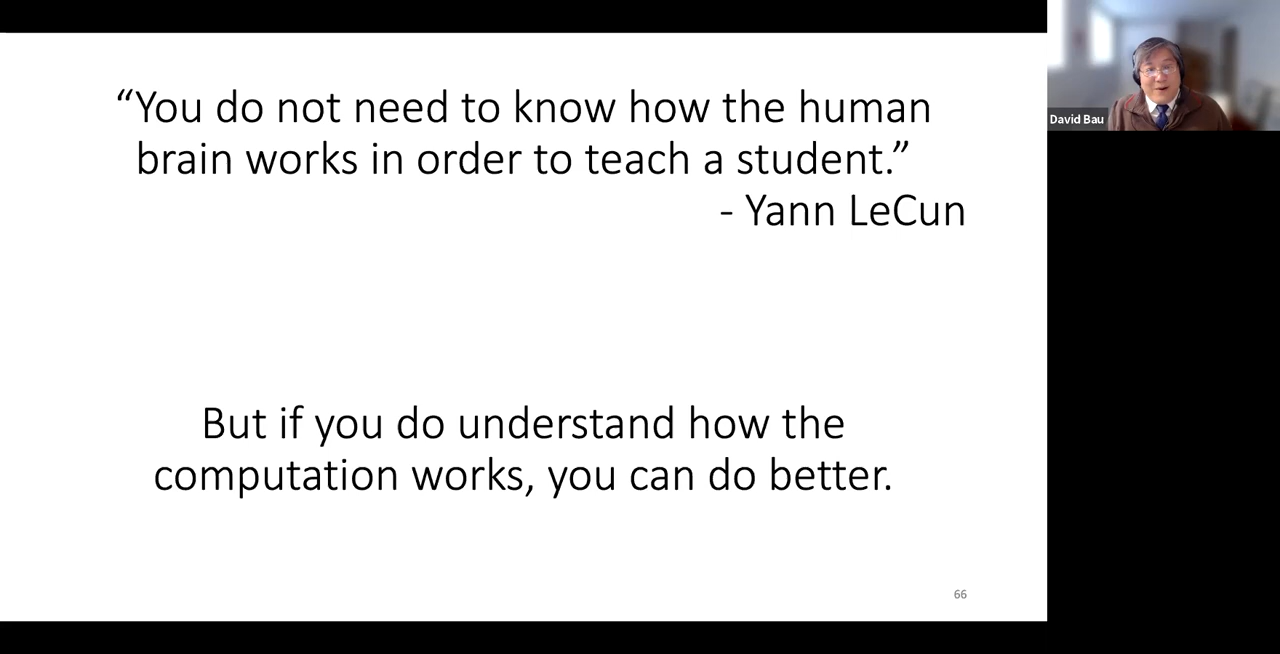 “You do not need to know how the human
brain works in order to teach a student.”
- Yann LeCun
But if you do understand how the
computation works, you can do better.
66
David Bau